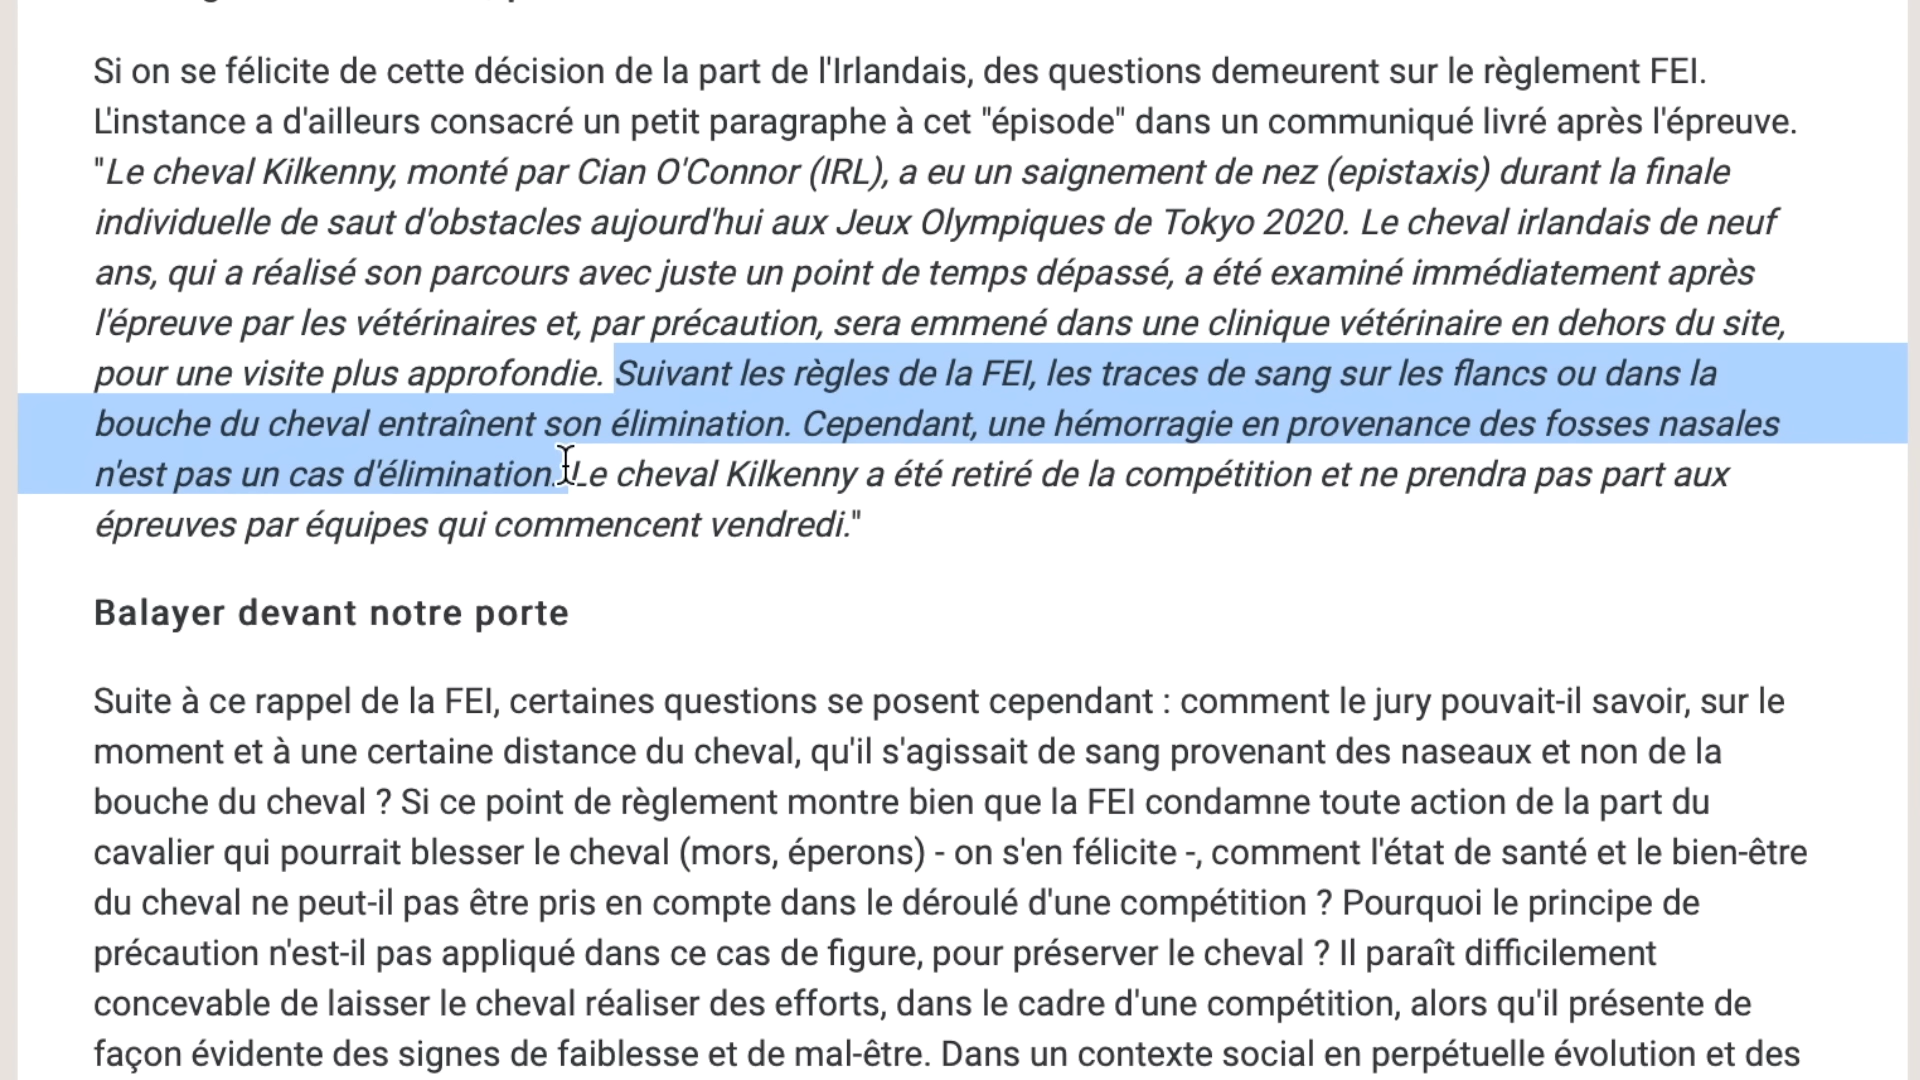 Si on se félicite de cette décision de la part de l'Irlandais, des questions demeurent sur le règlement FEI.
L'instance a d'ailleurs consacré un petit paragraphe à cet "épisode" dans un communiqué livré après l'épreuve.
"Le cheval Kilkenny, monté par Cian O'Connor (IRL), a eu un saignement de nez (epistaxis) durant la finale
individuelle de saut d'obstacles aujourd'hui aux Jeux Olympiques de Tokyo 2020. Le cheval irlandais de neuf
ans, qui a réalisé son parcours avec juste un point de temps dépassé, a été examiné immédiatement après
l'épreuve par les vétérinaires et, par précaution, sera emmené dans une clinique vétérinaire en dehors du site,
pour une visite plus approfondie. Suivant les règles de la FEI, les traces de sang sur les flancs ou dans la
bouche du cheval entraînent son élimination. Cependant, une hémorragie en provenance des fosses nasales
n'est pas un cas d'élimination. Le cheval Kilkenny a été retiré de la compétition et ne prendra pas part aux
épreuves par équipes qui commencent vendredi."
Balayer devant notre porte
Suite à ce rappel de la FEI, certaines questions se posent cependant : comment le jury pouvait-il savoir, sur le
moment et à une certaine distance du cheval, qu'il s'agissait de sang provenant des naseaux et non de la
bouche du cheval ? Si ce point de règlement montre bien que la FEI condamne toute action de la part du
cavalier qui pourrait blesser le cheval (mors, éperons) - on s'en félicite -, comment l'état de santé et le bien-être
du cheval ne peut-il pas être pris en compte dans le déroulé d'une compétition ? Pourquoi le principe de
précaution n'est-il pas appliqué dans ce cas de figure, pour préserver le cheval ? Il paraît difficilement
concevable de laisser le cheval réaliser des efforts, dans le cadre d'une compétition, alors qu'il présente de
façon évidente des signes de faiblesse et de mal-être. Dans un contexte social en perpétuelle évolution et des